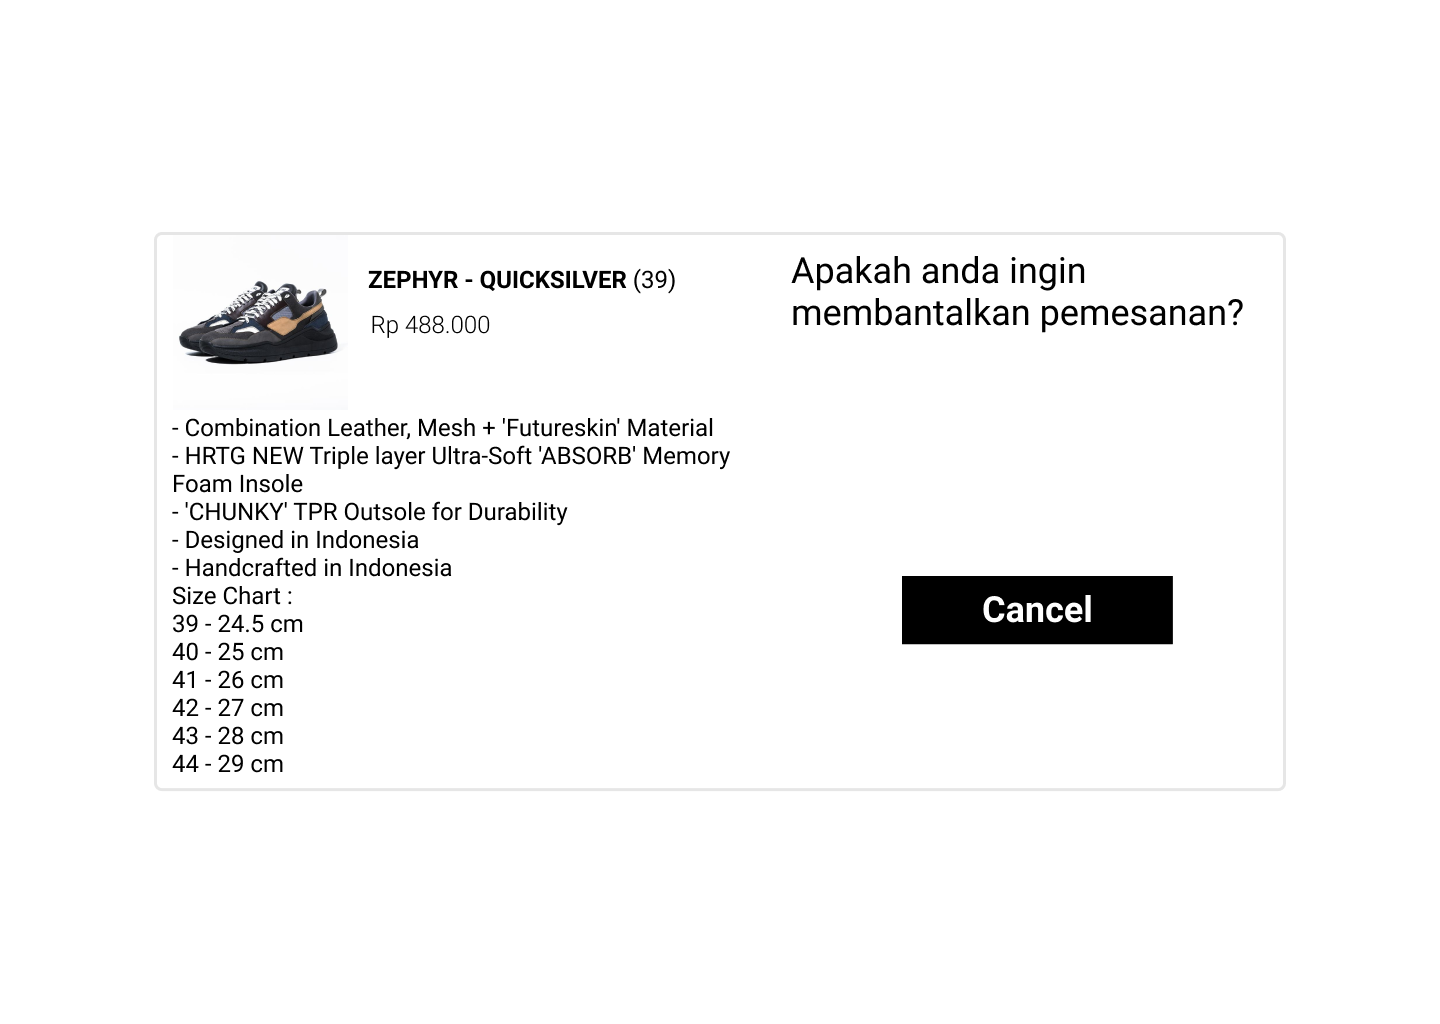 ZEPHYR - QUICKSILVER (39)
Rp 488.000
- Combination Leather, Mesh + 'Futureskin' Material
- HRTG NEW Triple layer Ultra-Soft 'ABSORB' Memory
Foam Insole
- 'CHUNKY' TPR Outsole for Durability
- Designed in Indonesia
- Handcrafted in Indonesia
Size Chart :
39 - 24.5 cm
40 - 25 cm
41 - 26 cm
42 - 27 cm
43 - 28 cm
44 - 29 cm
Apakah anda ingin
membantalkan pemesanan?
Cancel